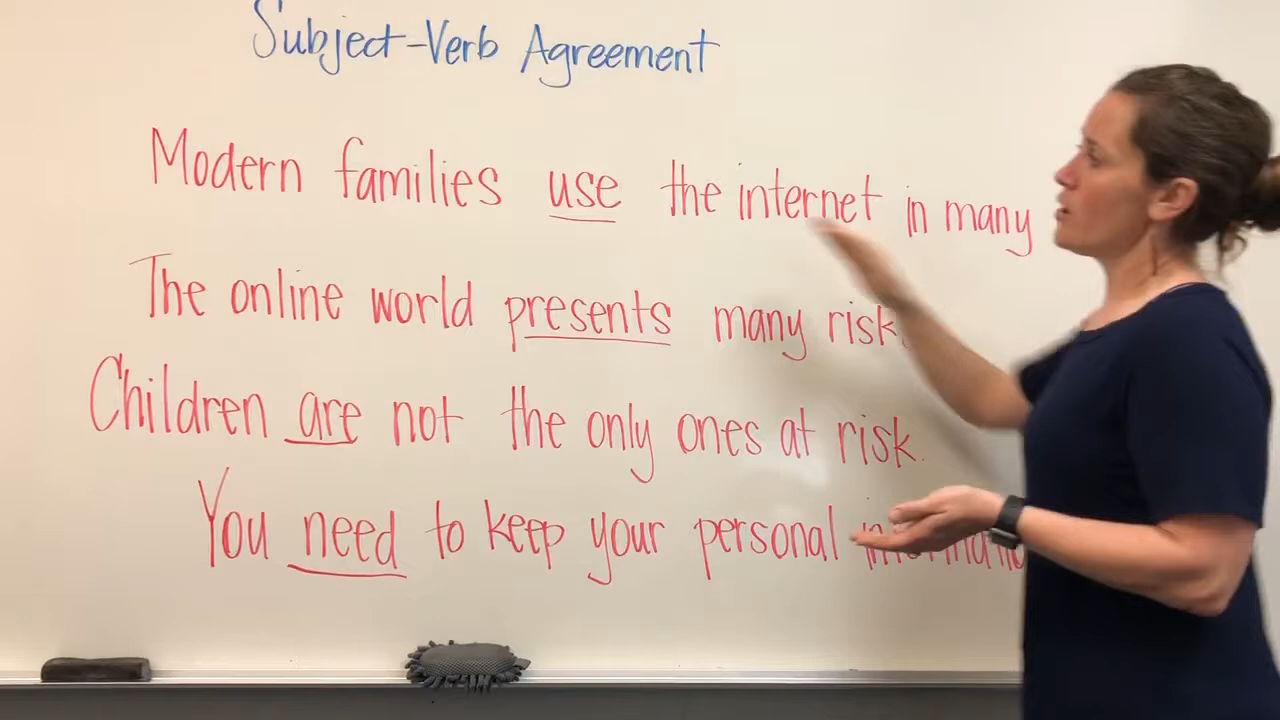 Subject-Verb Agreement
Modern families use the internet in many
The online world presents many risk
Children are not the only ones at risk.
You need to keep your personal